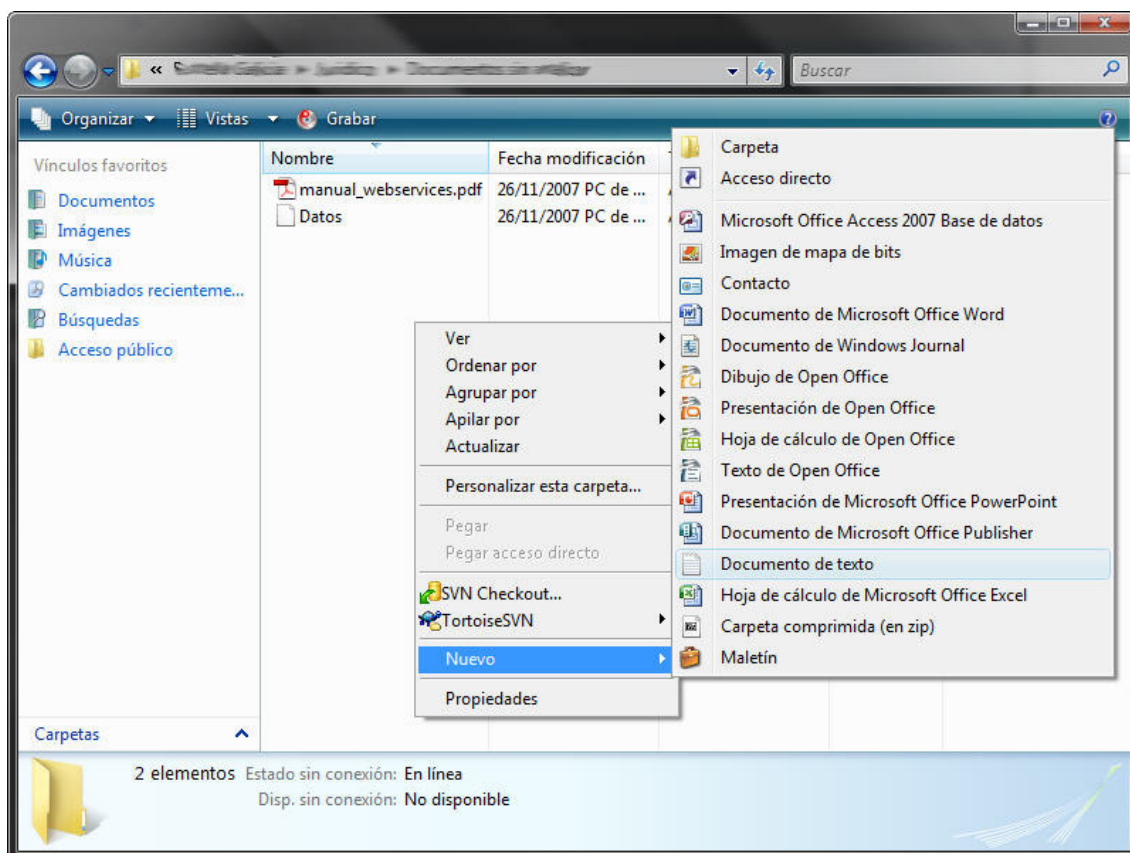 «
Buscar
Organizar
Vistas
Grabar
Vínculos favoritos
Documentos
Imágenes
Música
Cambiados recienteme...
Búsquedas
Acceso público
Carpetas
Nombre
Fecha modificación
manual_webservices.pdf
26/11/2007 PC de ...
Datos
26/11/2007 PC de ...
Ver
Ordenar por
Agrupar por
Apilar por
Actualizar
Personalizar esta carpeta...
Pegar
Pegar acceso directo
SVN Checkout...
TortoiseSVN
Nuevo
Propiedades
Carpeta
Acceso directo
Microsoft Office Access 2007 Base de datos
Imagen de mapa de bits
Contacto
Documento de Microsoft Office Word
Documento de Windows Journal
Dibujo de Open Office
Presentación de Open Office
Hoja de cálculo de Open Office
Texto de Open Office
Presentación de Microsoft Office PowerPoint
Documento de Microsoft Office Publisher
Documento de texto
Hoja de cálculo de Microsoft Office Excel
Carpeta comprimida (en zip)
Maletín
2 elementos Estado sin conexión: En línea
Disp. sin conexión: No disponible